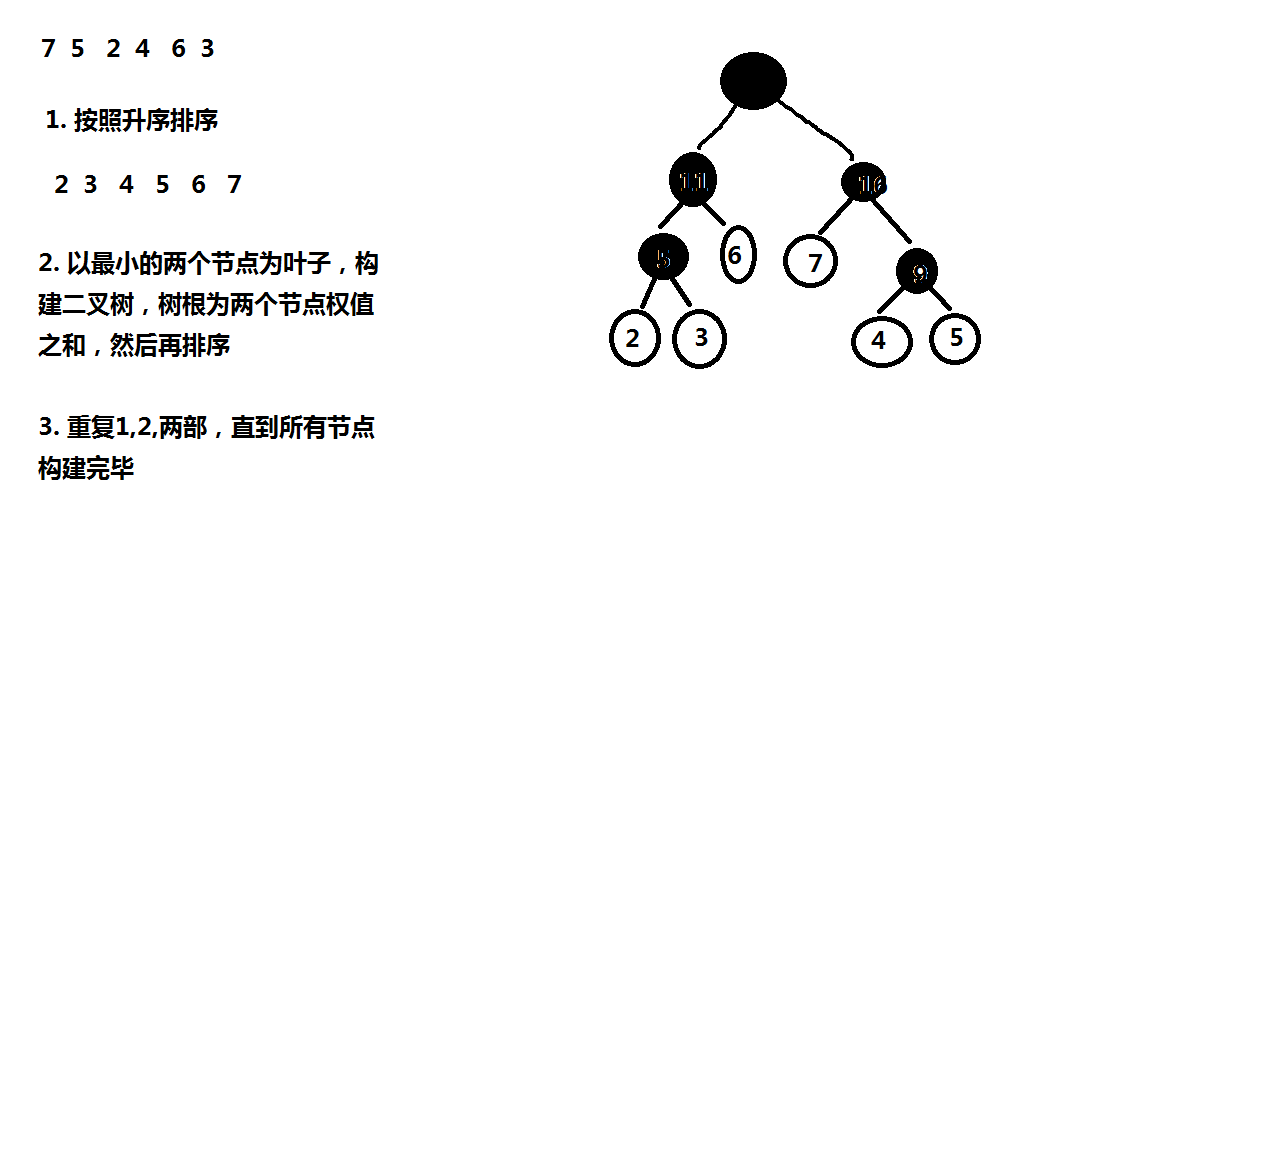 7 5 2 4 6 3
1. 按照升序排序
2 3 4 5 6 7
2. 以最小的两个节点为叶子，构
建二叉树，树根为两个节点权值
之和，然后再排序
3. 重复1,2,两部，直到所有节点
构建完毕
11
16
5
6
7
9
2
3
4
5